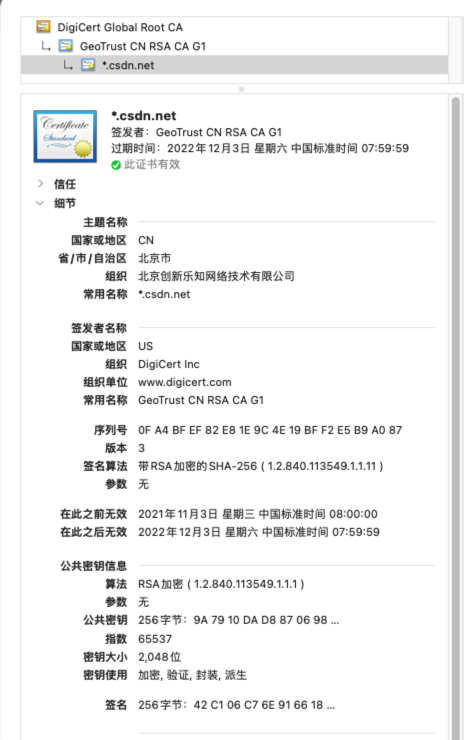 DigiCert Global Root CA
GeoTrust CN RSA CA G1
*.csdn.net
Certificate
Standard
*.csdn.net
签发者：GeoTrust CN RSA CA G1
过期时间：2022年12月3日 星期六 中国标准时间 07:59:59
此证书有效
信任
细节
主题名称
国家或地区 CN
省/市/自治区 北京市
组织 北京创新乐知网络技术有限公司
常用名称 *.csdn.net
签发者名称
国家或地区 US
组织 DigiCert Inc
组织单位 www.digicert.com
常用名称 GeoTrust CN RSA CA G1
序列号 0F A4 BF EF 82 E8 1E 9C 4E 19 BF F2 E5 B9 A0 87
版本 3
签名算法 带RSA加密的SHA-256 ( 1.2.840.113549.1.1.11 )
参数 无
在此之前无效 2021年11月3日 星期三 中国标准时间 08:00:00
在此之后无效 2022年12月3日 星期六 中国标准时间 07:59:59
公共密钥信息
算法 RSA加密 ( 1.2.840.113549.1.1.1 )
参数 无
公共密钥 256字节：9A 79 10 DA D8 87 06 98 ...
指数 65537
密钥大小 2,048位
密钥使用 加密, 验证, 封装, 派生
签名 256字节：42 C1 06 C7 6E 91 66 18 ...